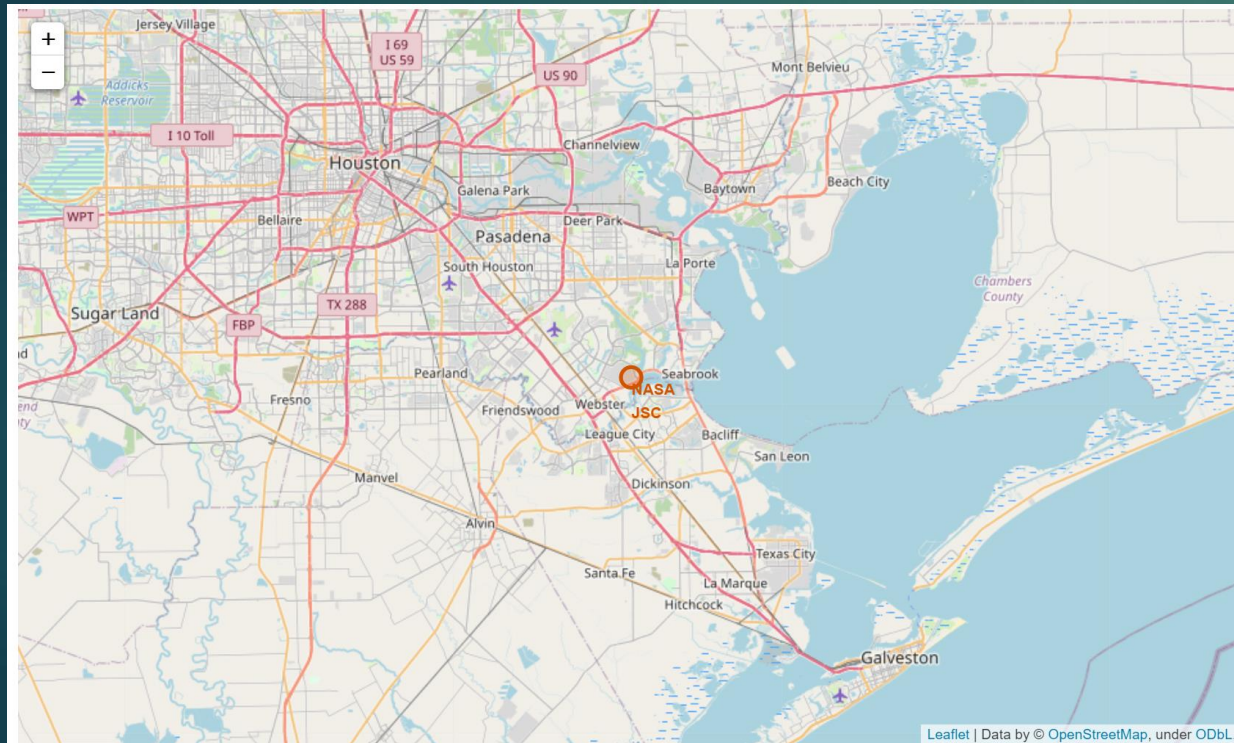 Jersey Village
+
−
I 69
US 59
US 90
Mont Belvieu
Addicks
Reservoir
I 10 Toll
Channelview
Houston
Galena Park
Baytown
Beach City
WPT
Bellaire
Deer Park
Pasadena
South Houston
La Porte
Chambers
County
TX 288
Sugar Land
FBP
Pearland
Seabrook
NASA
JSC
Fresno
Friendswood
Webster
League City
Bacliff
San Leon
Manvel
Dickinson
Alvin
Texas City
Santa Fe
La Marque
Hitchcock
Galveston
Leaflet | Data by © OpenStreetMap, under ODbL